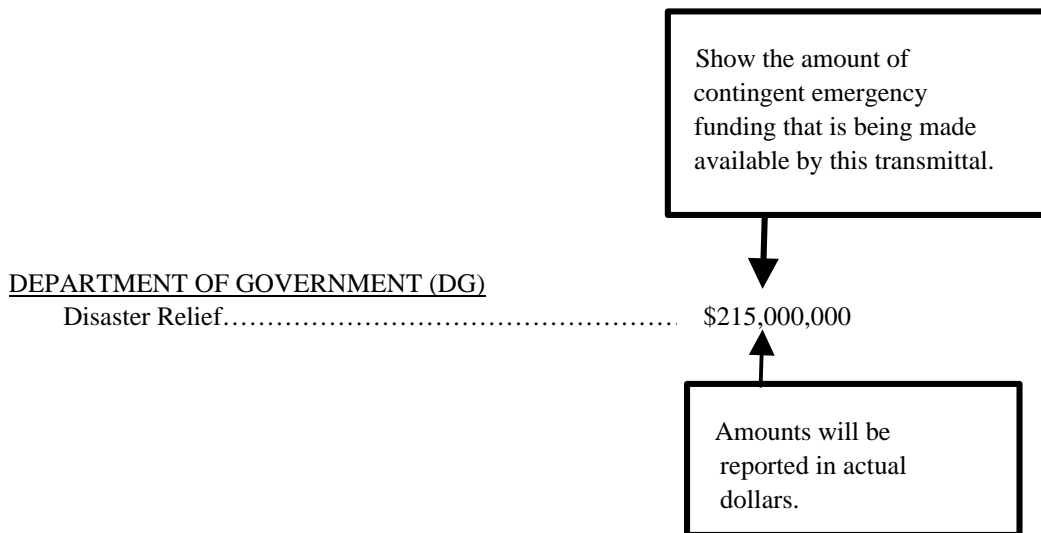 Show the amount of
contingent emergency
funding that is being made
available by this transmittal.
DEPARTMENT OF GOVERNMENT (DG)
Disaster Relief…………………………………………………. $215,000,000
Amounts will be
reported in actual
dollars.